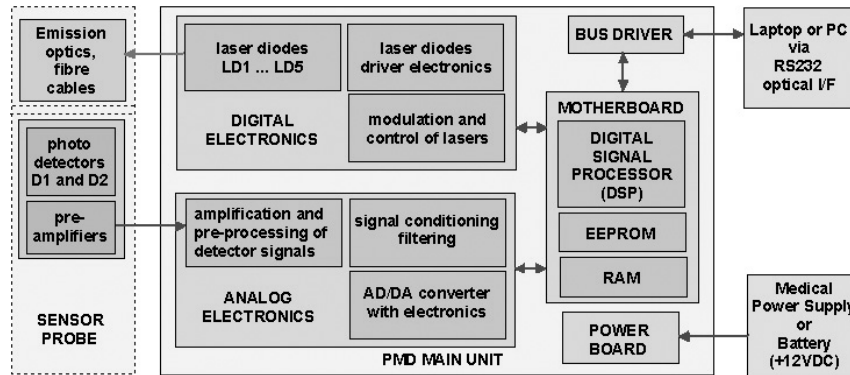 Emission
optics,
fibre
cables
photo
detectors
D1 and D2
pre-
amplifiers
SENSOR
PROBE
laser diodes
LD1 ... LD5
laser diodes
driver electronics
DIGITAL
ELECTRONICS
modulation and
control of lasers
amplification and
pre-processing of
detector signals
signal conditioning
filtering
ANALOG
ELECTRONICS
AD/DA converter
with electronics
PMD MAIN UNIT
BUS DRIVER
MOTHERBOARD
DIGITAL
SIGNAL
PROCESSOR
(DSP)
EEPROM
RAM
POWER
BOARD
Laptop or PC
via
RS232
optical I/F
Medical
Power Supply
or
Battery
(+12VDC)